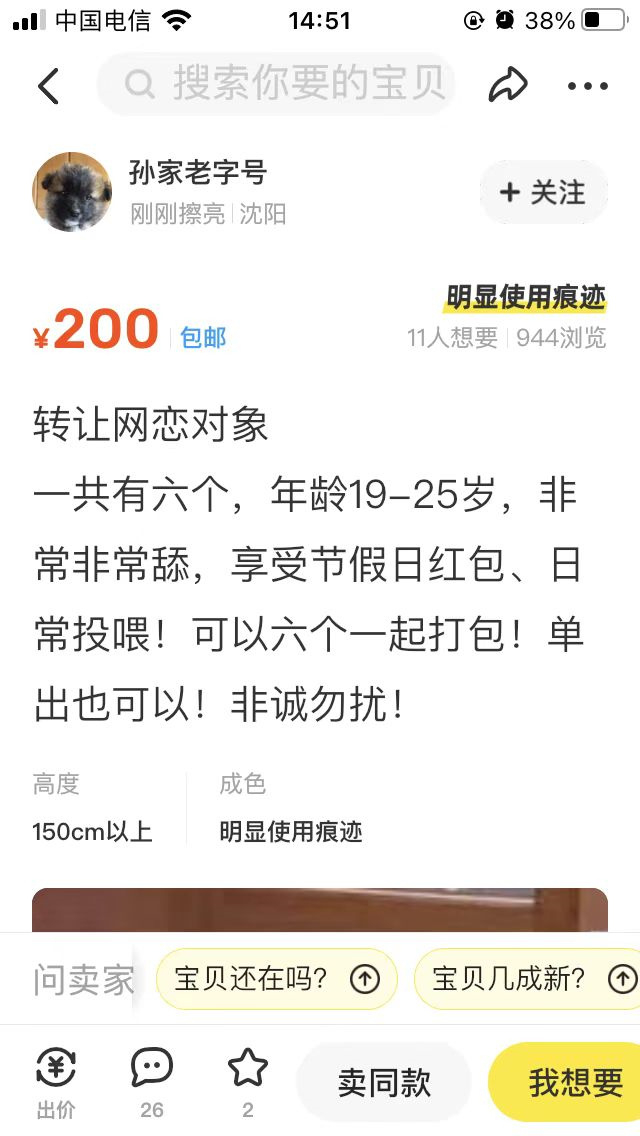 中国电信
14:51
38%
搜索你要的宝贝
孙家老字号
刚刚擦亮 | 沈阳
+ 关注
明显使用痕迹
¥200 | 包邮
11人想要 | 944浏览
转让网恋对象
一共有六个，年龄19-25岁，非
常非常舔，享受节假日红包、日
常投喂！可以六个一起打包！单
出也可以！非诚勿扰！
高度
150cm以上
成色
明显使用痕迹
问卖家
宝贝还在吗？
宝贝几成新？
出价
26
2
卖同款
我想要